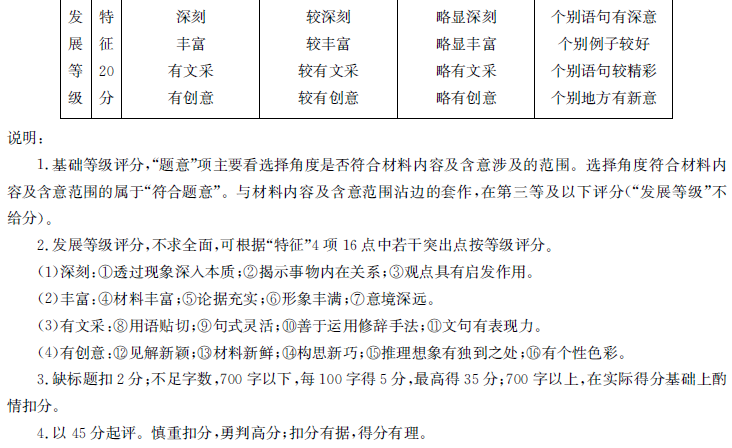 发 特 深刻 较深刻 略显深刻 个别语句有深意
展 征 丰富 较丰富 略显丰富 个别例子较好
等 20 有文采 较有文采 略有文采 个别语句较精彩
级 分 有创意 较有创意 略有创意 个别地方有新意
说明:
1.基础等级评分,“题意”项主要看选择角度是否符合材料内容及含意涉及的范围。选择角度符合材料内
容及含意范围的属于“符合题意”。与材料内容及含意范围沾边的套作,在第三等及以下评分(“发展等级”不
给分)。
2.发展等级评分,不求全面,可根据“特征”4 项 16 点中若干突出点按等级评分。
(1)深刻:①透过现象深入本质;②揭示事物内在关系;③观点具有启发作用。
(2)丰富:④材料丰富;⑤论据充实;⑥形象丰满;⑦意境深远。
(3)有文采:⑧用语贴切;⑨句式灵活;⑩善于运用修辞手法;⑪文句有表现力。
(4)有创意:⑫见解新颖;⑬材料新鲜;⑭构思新巧;⑮推理想象有独到之处;⑯有个性色彩。
3.缺标题扣 2 分;不足字数,700 字以下,每 100 字得 5 分,最高得 35 分;700 字以上,在实际得分基础上酌
情扣分。
4.以 45 分起评。慎重扣分,勇判高分;扣分有据,得分有理。